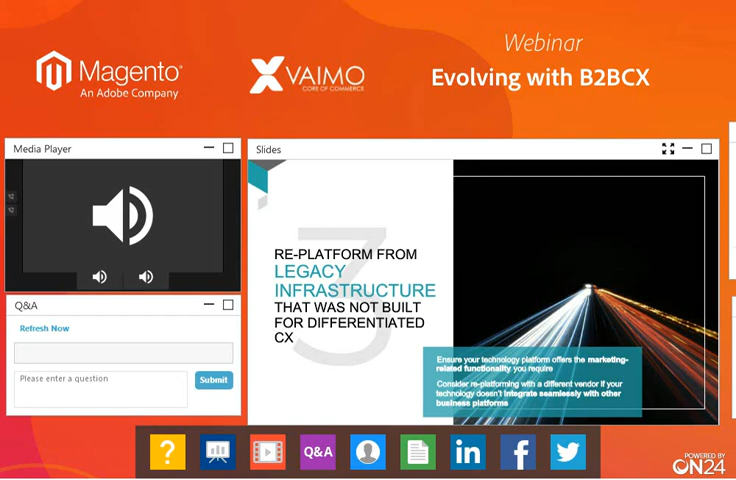 Webinar
Magento®
An Adobe Company
VAIMO
CORE OF COMMERCE
Evolving with B2BCX
Media Player
Slides
3
RE-PLATFORM FROM
LEGACY
INFRASTRUCTURE
THAT WAS NOT BUILT
FOR DIFFERENTIATED
CX
Ensure your technology platform offers the marketing-
related functionality you require
Consider re-platforming with a different vendor if your
technology doesn't integrate seamlessly with other
business platforms
Q&A
Refresh Now
Please enter a question
Submit
?
Q&A
in
f
POWERED BY
ON24